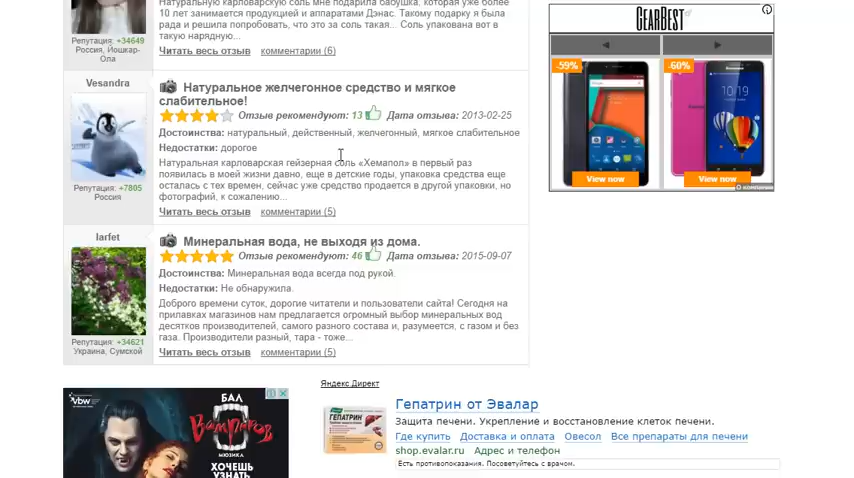 Натуральную карловарскую соль мне подарила бабушка, которая уже более
10 лет занимается продукцией и аппаратами Дэнас. Такому подарку я была
рада и решила попробовать, что это за соль такая.. Соль упакована вот в
такую нарядную...
Читать весь отзыв комментарии (6)
Репутация: +34649
Россия, Йошкар-
Ола
Vesandra
Натуральное желчегонное средство и мягкое
слабительное!
Отзыв рекомендуют: 13 Дата отзыва: 2013-02-25
Достоинства: натуральный, действенный, желчегонный, мягкое слабительное
Недостатки: дорогое
Натуральная карловарская гейзерная соль «Хемапол» в первый раз
появилась в моей жизни давно, еще в детские годы, упаковка средства еще
осталась с тех времен, сейчас уже средство продается в другой упаковки, но
фотографий, к сожалению...
Репутация: +7805
Россия
Читать весь отзыв комментарии (5)
larfet
Минеральная вода, не выходя из дома.
Отзыв рекомендуют: 46 Дата отзыва: 2015-09-07
Достоинства: Минеральная вода всегда под рукой.
Недостатки: Не обнаружила.
Доброго времени суток, дорогие читатели и пользователи сайта! Сегодня на
прилавках магазинов нам предлагается огромный выбор минеральных вод
десятков производителей, самого разного состава и, разумеется, с газом и без
газа. Производители разный, тара - тоже...
Репутация: +34621
Украина, Сумской
Читать весь отзыв комментарии (5)
GEARBEST
-59%
-60%
10:19
View now
View now
vbw
БАЛ
Вампиров
МЮЗИКЛ
ХОЧЕШЬ
УЗНАТЬ
Яндекс.Директ
ГЕПАТРИН
Гепатрин от Эвалар
Защита печени. Укрепление и восстановление клеток печени.
Где купить Доставка и оплата Овесол Все препараты для печени
shop.evalar.ru Адрес и телефон
Есть противопоказания. Посоветуйтесь с врачом.